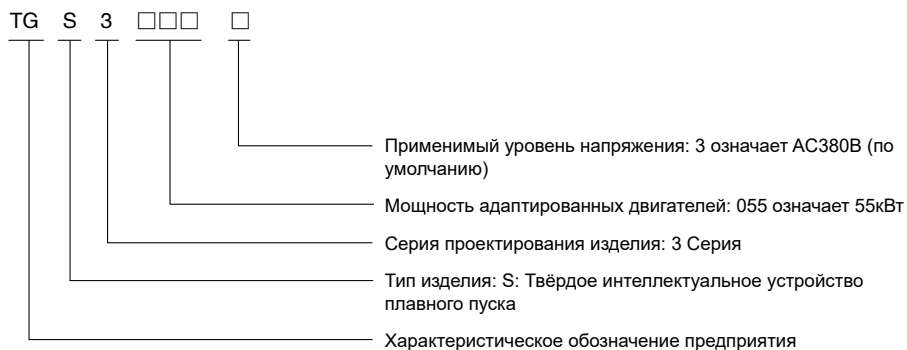 TG S 3 □□□ □
Применимый уровень напряжения: 3 означает AC380В (по
умолчанию)
Мощность адаптированных двигателей: 055 означает 55кВт
Серия проектирования изделия: 3 Серия
Тип изделия: S: Твёрдое интеллектуальное устройство
плавного пуска
Характеристическое обозначение предприятия